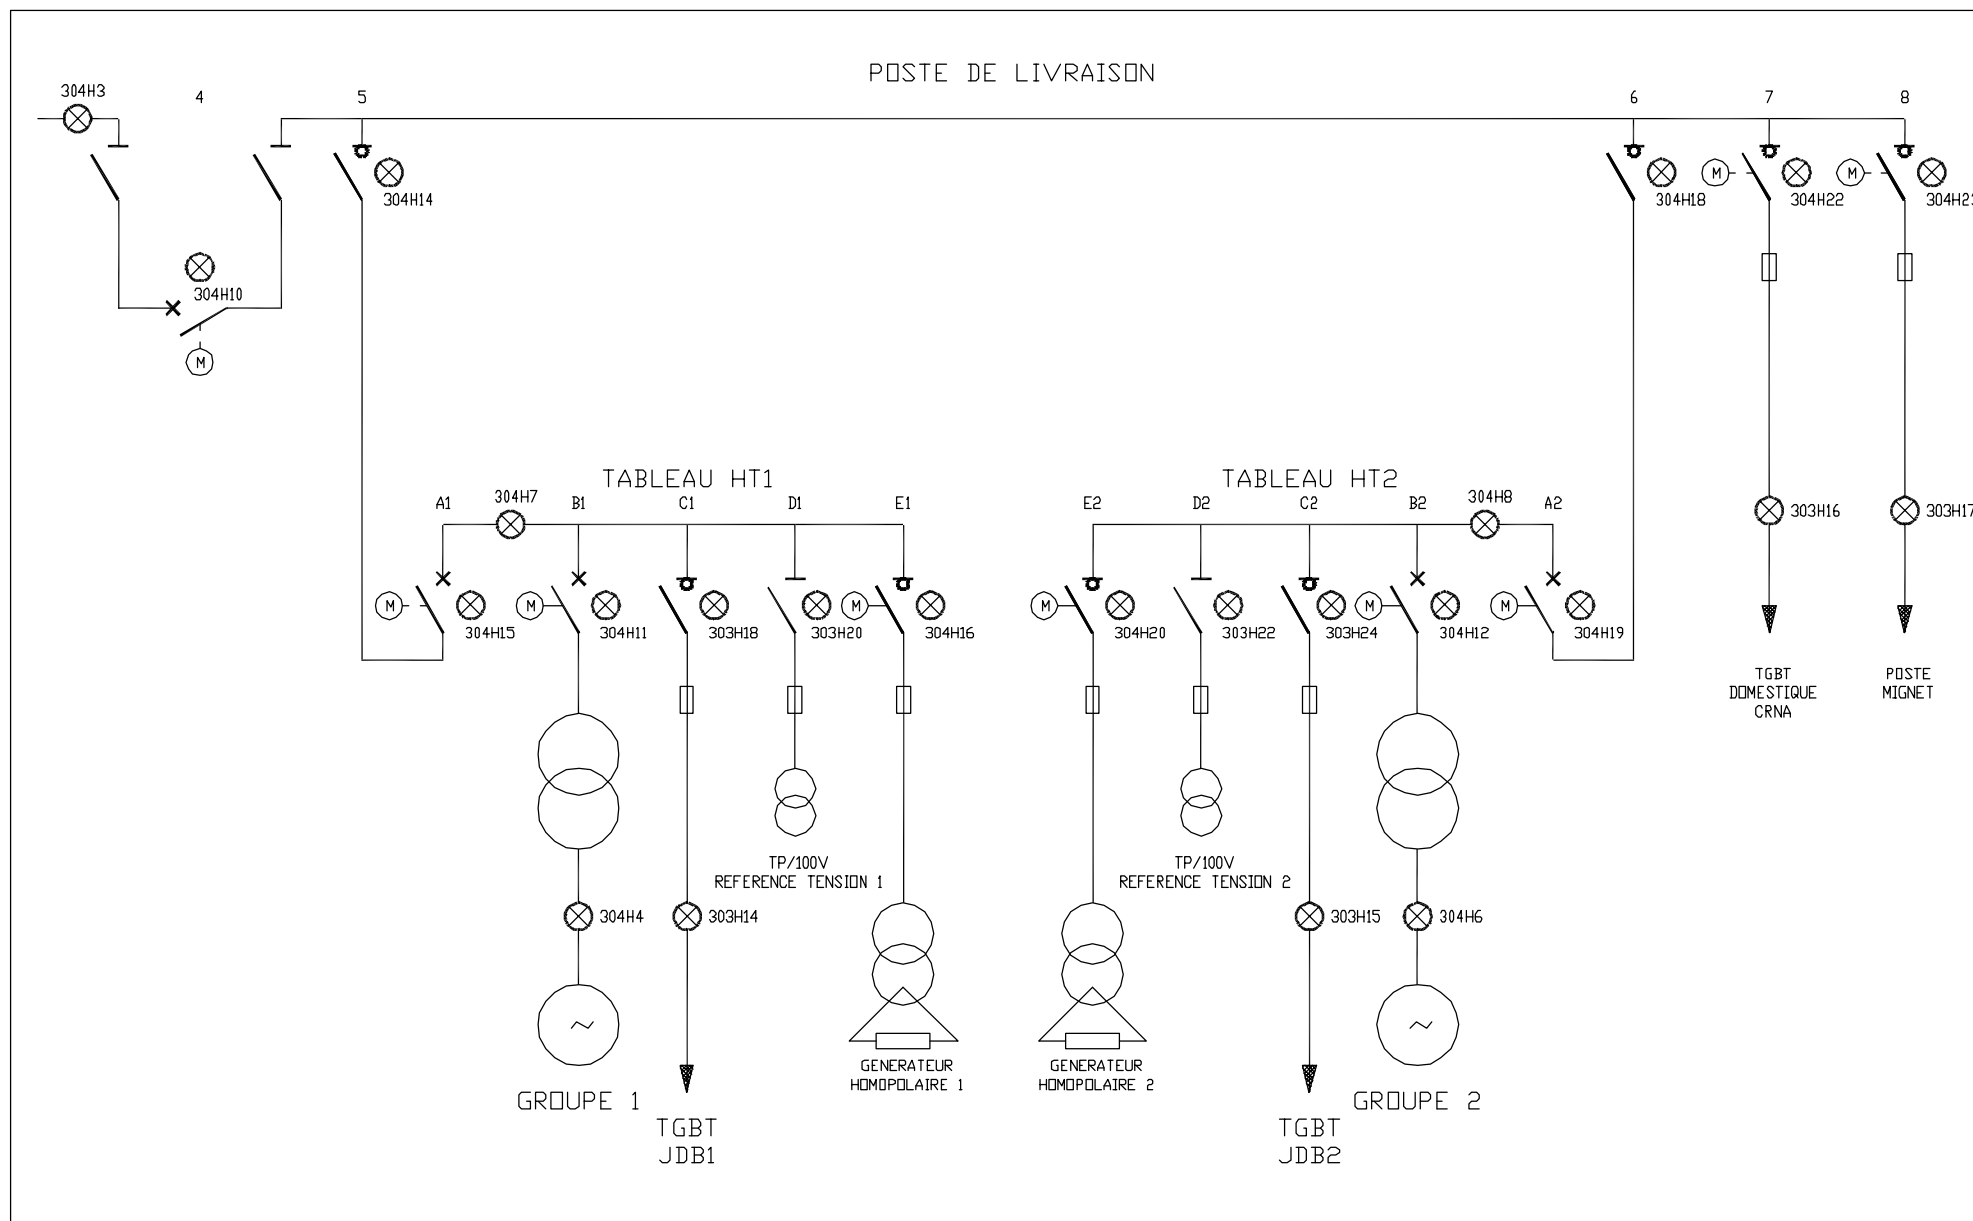 POSTE DE LIVRAISON
304H3
4
5
6
7
8
304H14
304H18
M
304H22
M
304H10
M
TABLEAU HT1
TABLEAU HT2
A1
304H7
B1
C1
D1
E1
E2
D2
C2
B2
304H8
A2
303H16
303H17
M
304H15
M
304H11
303H18
303H20
M
304H16
M
304H20
303H22
303H24
M
304H12
M
304H19
TGBT
DOMESTIQUE
CRNA
POSTE
MIGNET
TP/100V
REFERENCE TENSION 1
TP/100V
REFERENCE TENSION 2
304H4
303H14
303H15
304H6
GENERATEUR
HOMOPOLAIRE 1
GENERATEUR
HOMOPOLAIRE 2
GROUPE 1
GROUPE 2
TGBT
JDB1
TGBT
JDB2